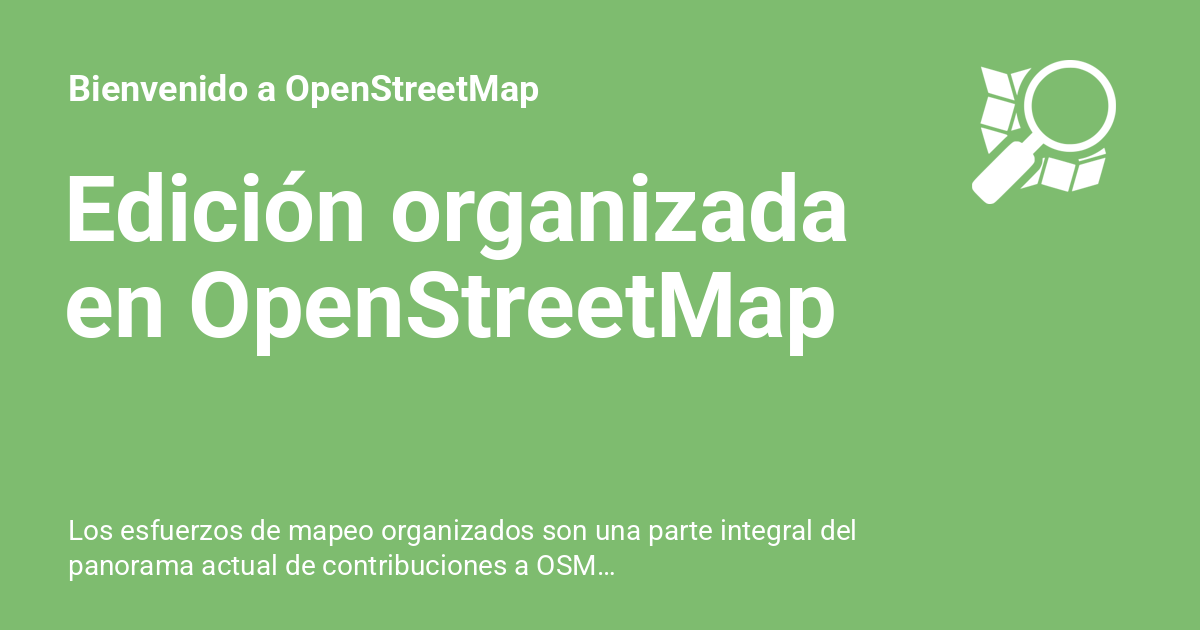 Bienvenido a OpenStreetMap
Edición organizada
en OpenStreetMap
Los esfuerzos de mapeo organizados son una parte integral del
panorama actual de contribuciones a OSM…